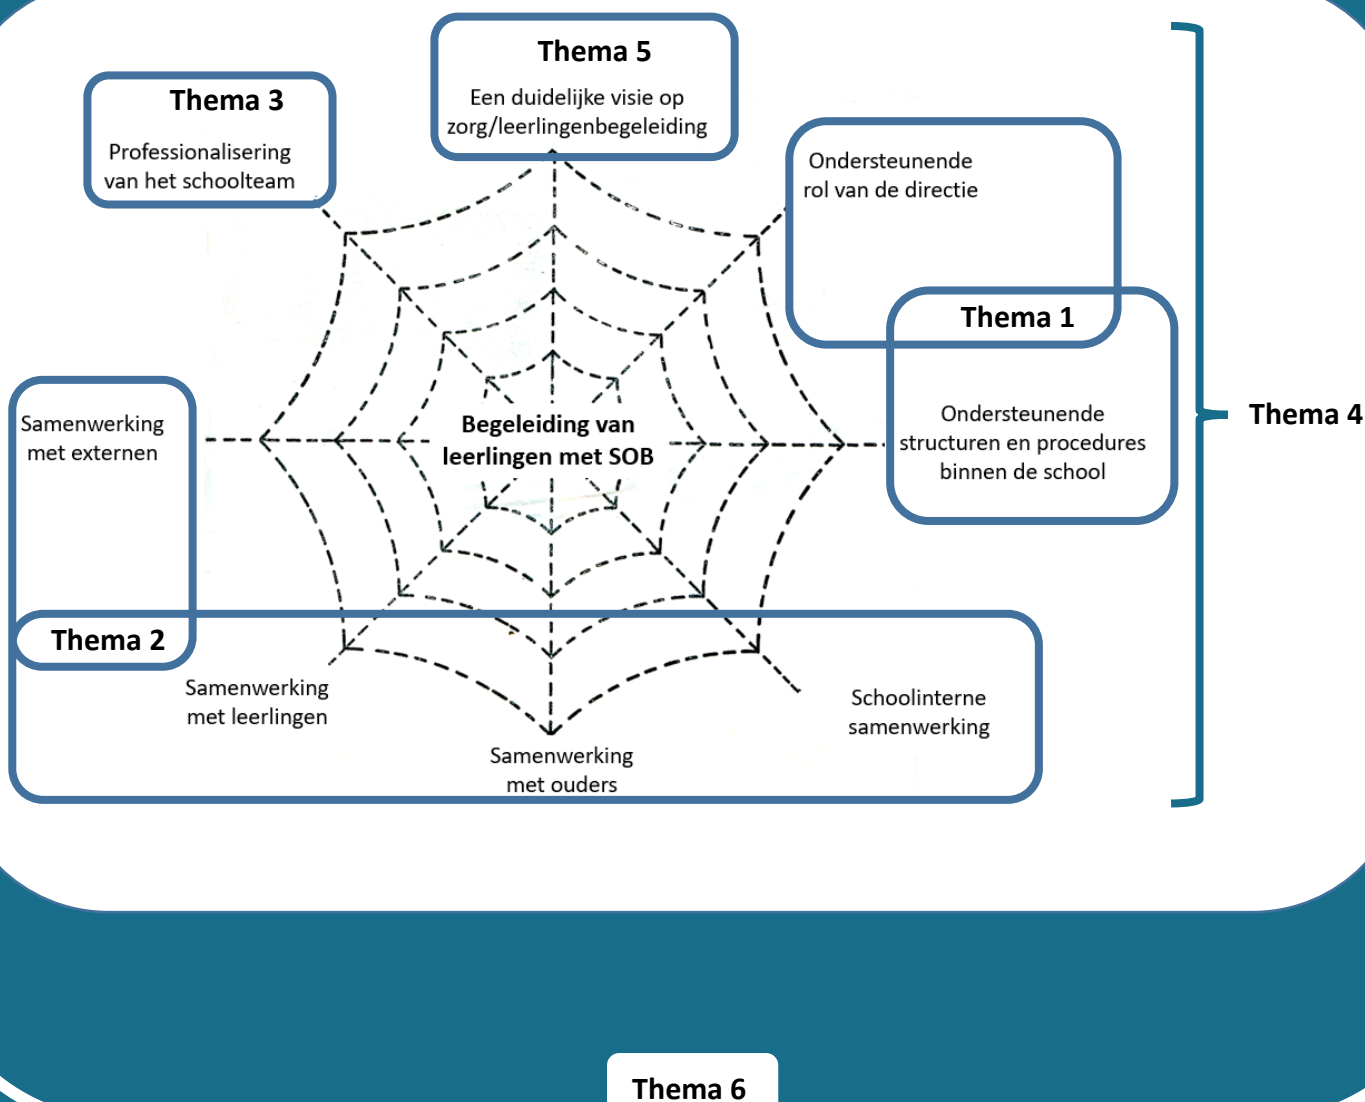 Thema 5
Een duidelijke visie op
zorg/leerlingenbegeleiding
Thema 3
Professionalisering
van het schoolteam
Ondersteunende
rol van de directie
Thema 1
Ondersteunende
structuren en procedures
binnen de school
Thema 4
Samenwerking
met externen
Begeleiding van
leerlingen met SOB
Thema 2
Samenwerking
met leerlingen
Samenwerking
met ouders
Schoolinterne
samenwerking
Thema 6